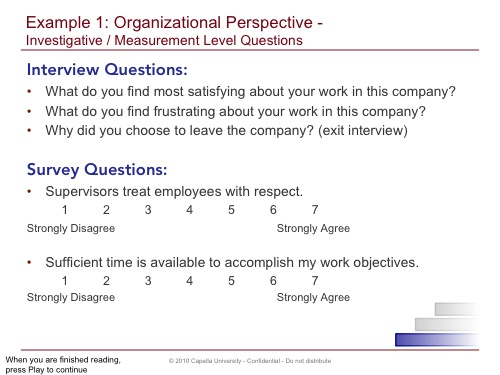 Example 1: Organizational Perspective -
Investigative / Measurement Level Questions
Interview Questions:
• What do you find most satisfying about your work in this company?
• What do you find frustrating about your work in this company?
• Why did you choose to leave the company? (exit interview)
Survey Questions:
• Supervisors treat employees with respect.
1 2 3 4 5 6 7
Strongly Disagree Strongly Agree
• Sufficient time is available to accomplish my work objectives.
1 2 3 4 5 6 7
Strongly Disagree Strongly Agree
When you are finished reading,
press Play to continue
© 2010 Capella University - Confidential - Do not distribute